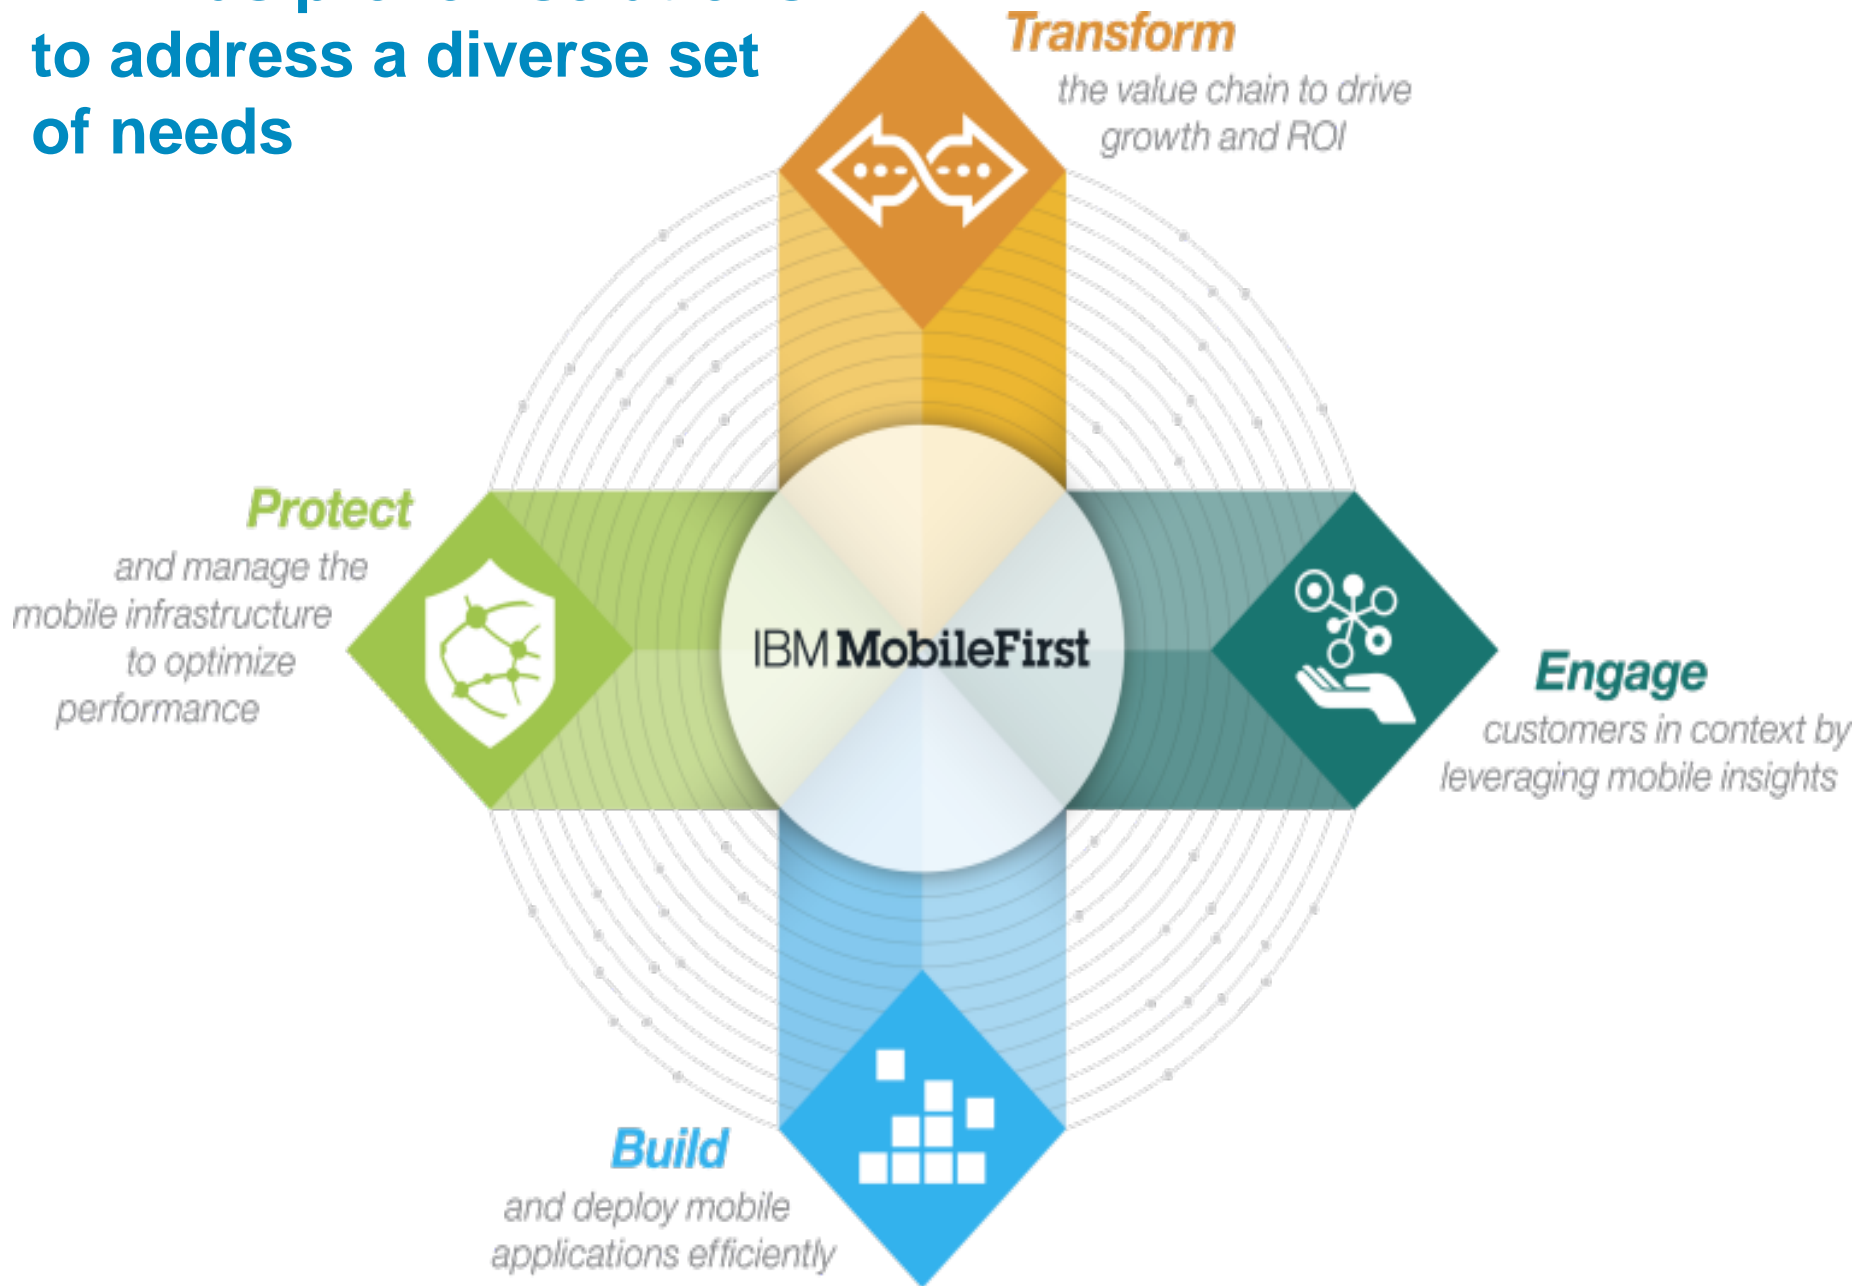 to address a diverse set
of needs
Transform
the value chain to drive
growth and ROI
Protect
and manage the
mobile infrastructure
to optimize
performance
IBM MobileFirst
Engage
customers in context by
leveraging mobile insights
Build
and deploy mobile
applications efficiently